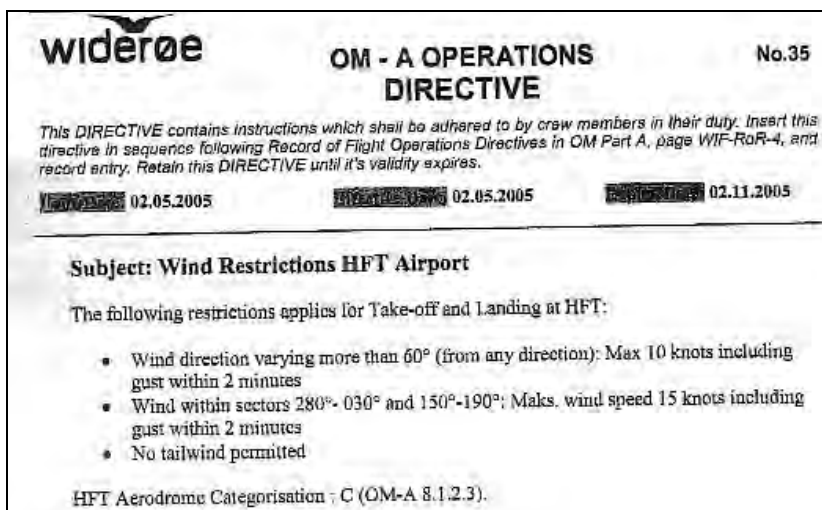 widerøe
OM - A OPERATIONS
DIRECTIVE
No.35
This DIRECTIVE contains instructions which shall be adhered to by crew members in their duty. Insert this
directive in sequence following Record of Flight Operations Directives in OM Part A, page WIF-RoR-4, and
record entry. Retain this DIRECTIVE until it's validity expires.
02.05.2005 02.05.2005 02.11.2005
Subject: Wind Restrictions HFT Airport
The following restrictions applies for Take-off and Landing at HFT:
• Wind direction varying more than 60° (from any direction): Max 10 knots including
gust within 2 minutes
• Wind within sectors 280°- 030° and 150°-190°: Maks. wind speed 15 knots including
gust within 2 minutes
• No tailwind permitted
HFT Aerodrome Categorisation : C (OM-A 8.1.2.3).